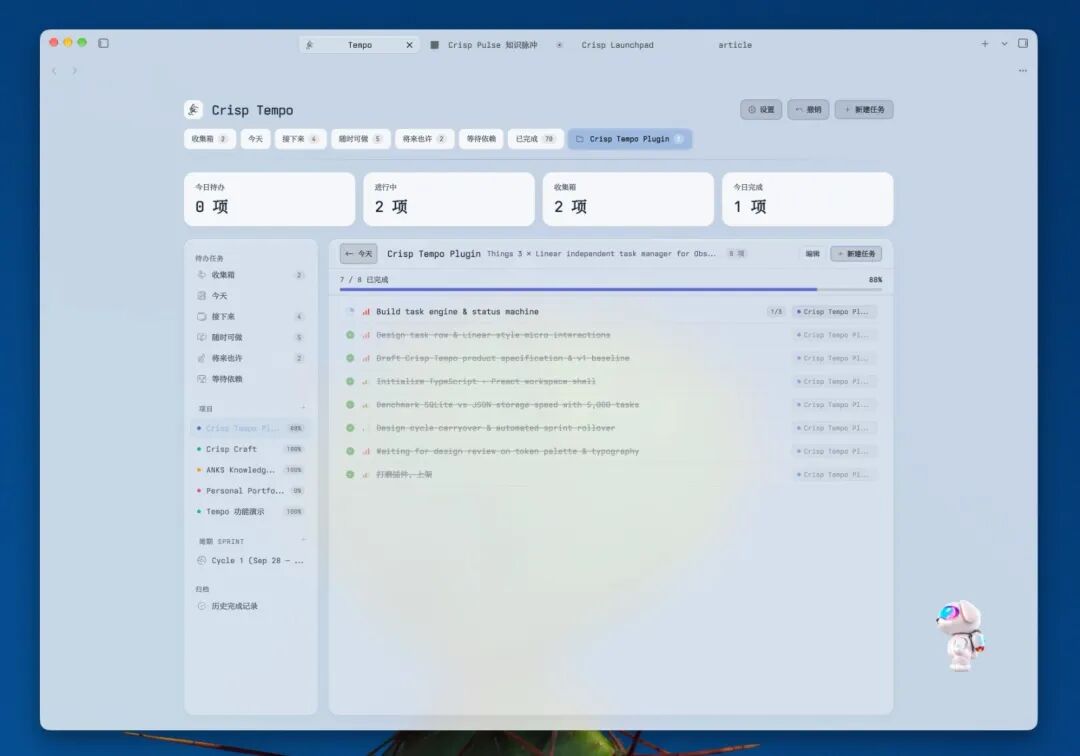 Tempo
Crisp Pulse 知识脉冲
Crisp Launchpad
article
Crisp Tempo
设置
撤销
+ 新建任务
收集箱 2
今天
接下来 4
随时可做 5
将来也许 2
等待依赖
已完成 70
Crisp Tempo Plugin
今日待办
0 项
进行中
2 项
收集箱
2 项
今日完成
1 项
待办任务
收集箱 2
今天
接下来 4
随时可做 5
将来也许 2
等待依赖
项目
Crisp Tempo Pl... 88%
Crisp Craft 100%
ANKS Knowledg... 100%
Personal Portfo... 0%
Tempo 功能演示 100%
周期 SPRINT
Cycle 1 (Sep 28 – ...
归档
历史完成记录
← 今天
Crisp Tempo Plugin Things 3 × Linear independent task manager for Obs... 8 项
编辑
+ 新建任务
7 / 8 已完成 88%
Build task engine & status machine 1/3 Crisp Tempo Pl...
Design task row & Linear style micro interactions Crisp Tempo Pl...
Draft Crisp Tempo product specification & v1 baseline Crisp Tempo Pl...
Initialize TypeScript + Preact workspace shell Crisp Tempo Pl...
Benchmark SQLite vs JSON storage speed with 5,000 tasks Crisp Tempo Pl...
Design cycle carryover & automated sprint rollover Crisp Tempo Pl...
Waiting for design review on token palette & typography Crisp Tempo Pl...
打磨插件，上架 Crisp Tempo Pl...